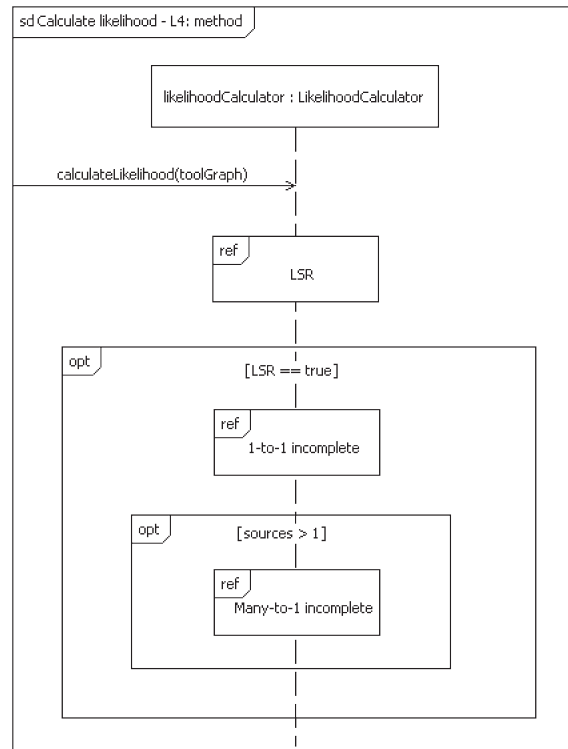 sd Calculate likelihood - L4: method
likelihoodCalculator : LikelihoodCalculator
calculateLikelihood(toolGraph)
ref
LSR
opt
[LSR == true]
ref
1-to-1 incomplete
opt
[sources > 1]
ref
Many-to-1 incomplete